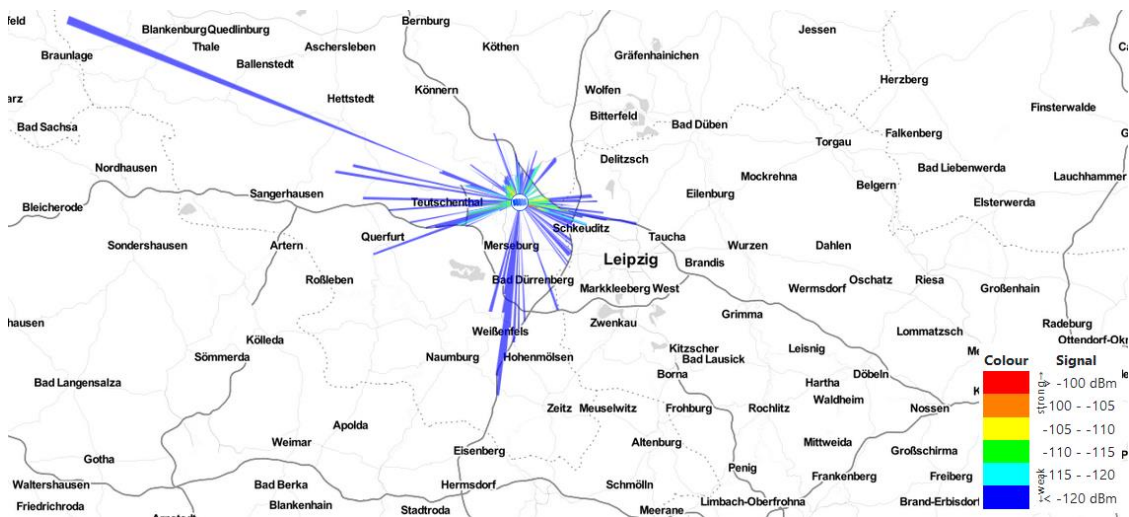 Bernburg
Jessen
Blankenburg Quedlinburg
Thale
Aschersleben
Köthen
Gräfenhainichen
Braunlage
Ballenstedt
Herzberg
Hettstedt
Könnern
Wolfen
Finsterwalde
Bitterfeld
Bad Düben
Falkenberg
Bad Sachsa
Torgau
Delitzsch
Nordhausen
Mockrehna
Bad Liebenwerda
Lauchhammer
Sangerhausen
Eilenburg
Belgern
Bleicherode
Teutschenthal
Elsterwerda
Schkeuditz
Querfurt
Taucha
Sondershausen
Artern
Merseburg
Wurzen
Dahlen
Leipzig
Brandis
Roßleben
Bad Dürrenberg
Oschatz
Riesa
Markkleeberg West
Wermsdorf
Großenhain
Zwenkau
Grimma
Radeburg
Weißenfels
Lommatzsch
Ottendorf-Okr
Kölleda
Kitzscher
Leisnig
Sömmerda
Naumburg
Hohenmölsen
Bad Lausick
Borna
Döbeln
Bad Langensalza
Hartha
Waldheim
Zeitz
Meuselwitz
Frohburg
Rochlitz
Nossen
Apolda
Weimar
Altenburg
Mittweida
Eisenberg
Großschirma
Gotha
Penig
Waltershausen
Bad Berka
Hermsdorf
Schmölln
Frankenberg
Freiberg
Friedrichroda
Blankenhain
Stadtroda
Limbach-Oberfrohna
Brand-Erbisdorf
Meerane
Colour Signal
strong→
> -100 dBm
-100 - -105
-105 - -110
-110 - -115
-115 - -120
< -120 dBm
←weak